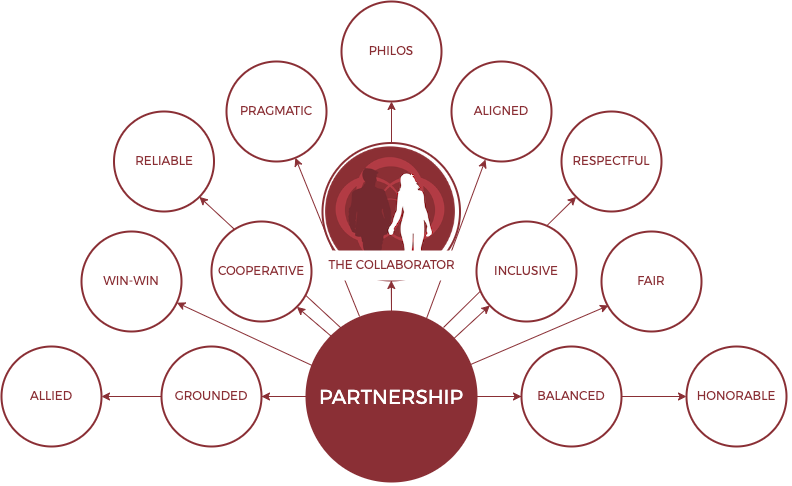 PHILOS
PRAGMATIC
ALIGNED
RELIABLE
RESPECTFUL
COOPERATIVE
THE COLLABORATOR
INCLUSIVE
WIN-WIN
FAIR
ALLIED
GROUNDED
PARTNERSHIP
BALANCED
HONORABLE